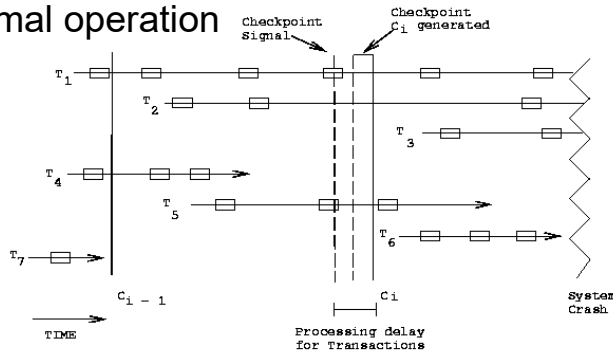 mal operation
Checkpoint
Signal
Checkpoint
Ci generated
T1
T2
T3
T4
T5
T6
T7
Ci - 1
Ci
System
Crash
TIME
Processing delay
for Transactions